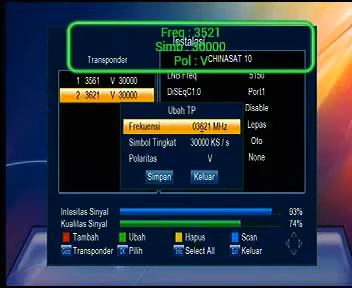 Freq : 3521
Instalasi
Simb : 30000
Pol : V
Transponder
CHINASAT 10
1 3561 V 30000
LNB Freq 5150
2 3621 V 30000
DiSEqC1.0 Port1
Disable
Ubah TP
Frekuensi 03621 MHz
Lepas
Simbol Tingkat 30000 KS / s
Oto
Polaritas V
None
Simpan Keluar
Intesitas Sinyal 93%
Kualitas Sinyal 74%
Tambah Ubah Hapus Scan
Transponder OK Pilih Select All Keluar